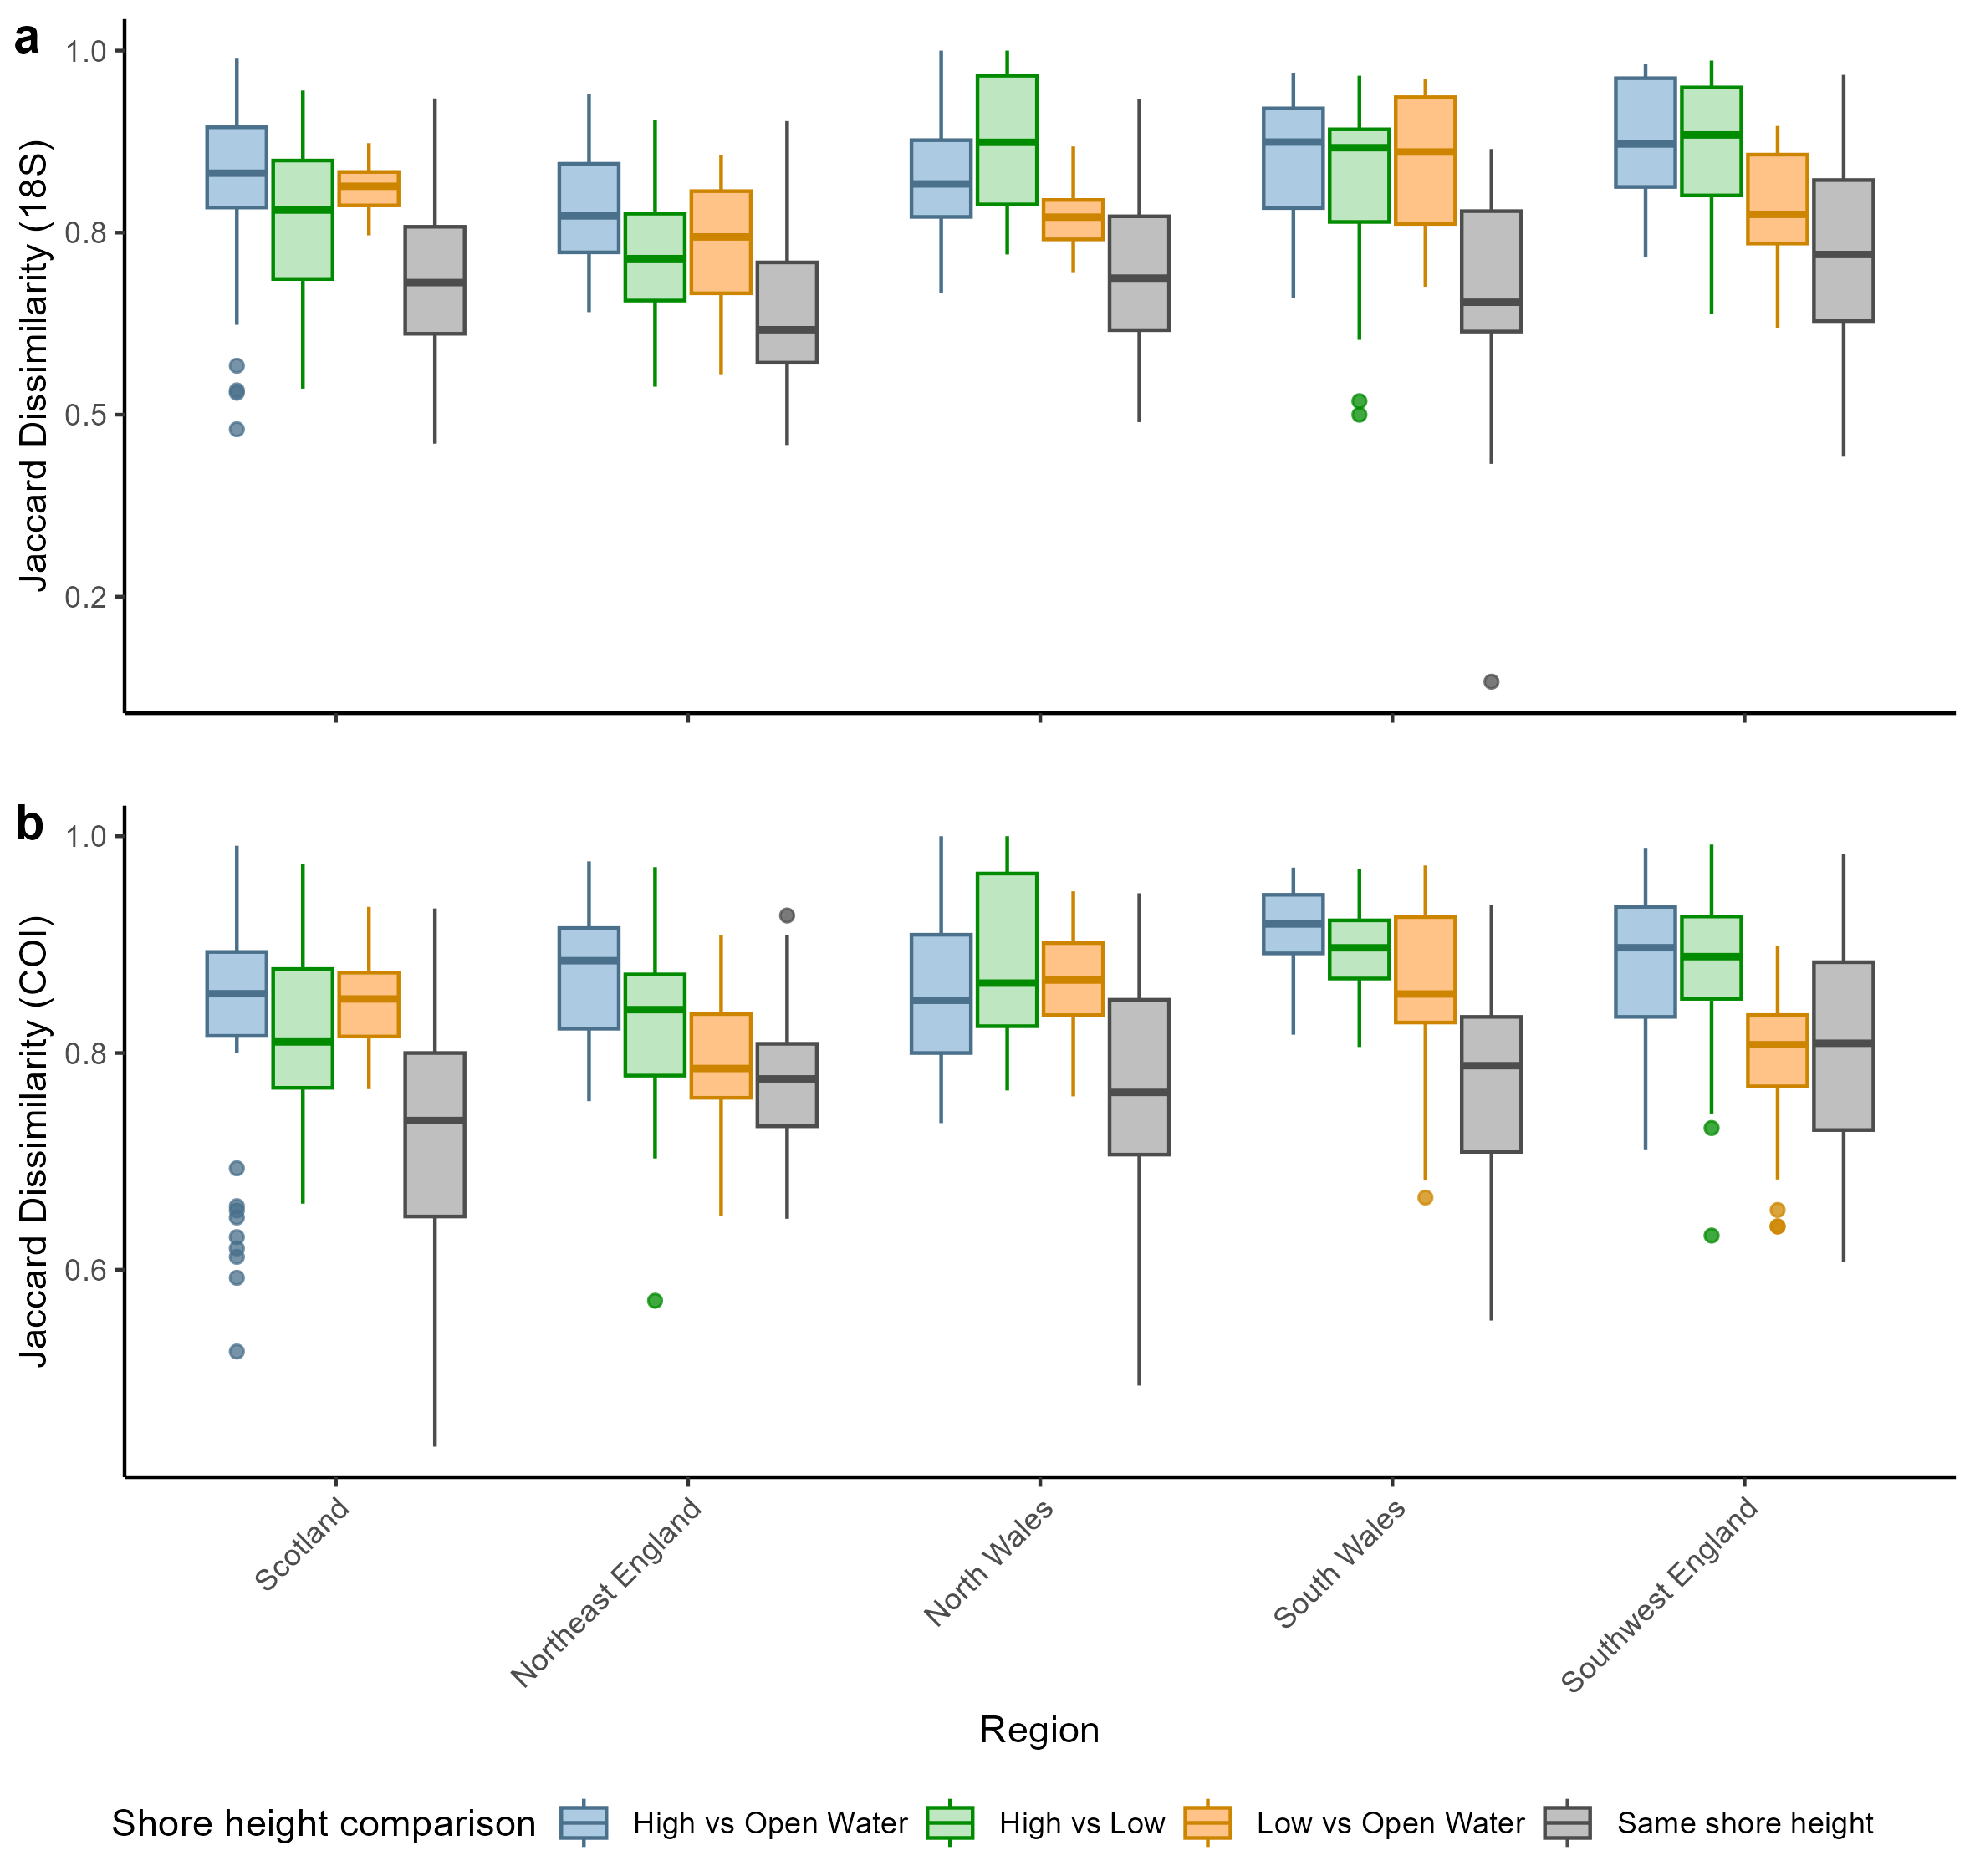 a
Jaccard Dissimilarity (18S)
1.0
0.8
0.5
0.2
b
Jaccard Dissimilarity (COI)
1.0
0.8
0.6
Scotland
Northeast England
North Wales
South Wales
Southwest England
Region
Shore height comparison High vs Open Water High vs Low Low vs Open Water Same shore height